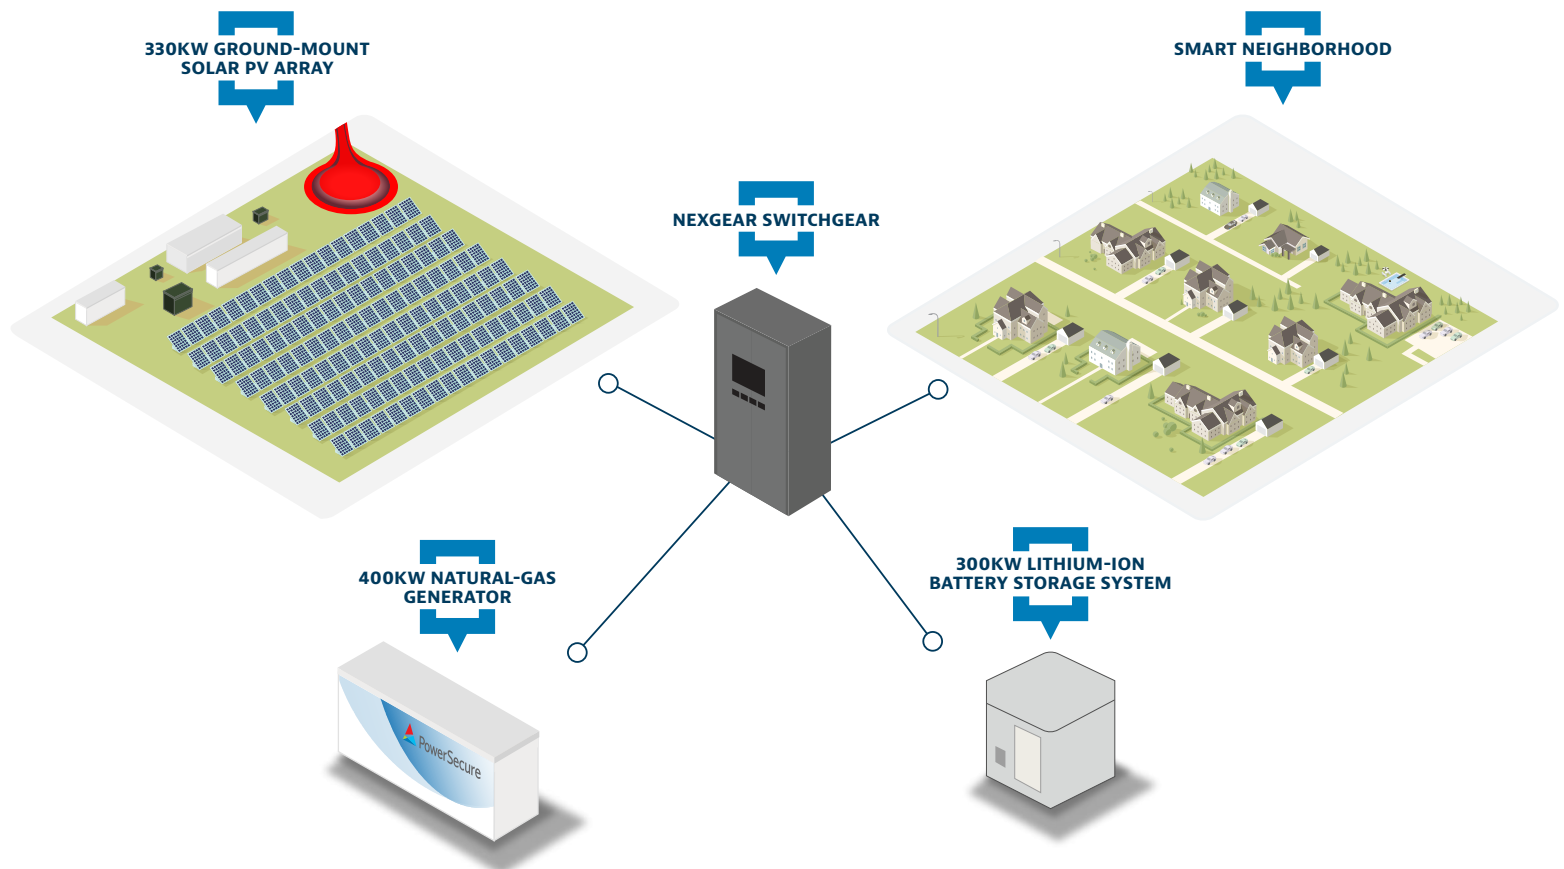 330KW GROUND-MOUNT
SOLAR PV ARRAY
SMART NEIGHBORHOOD
NEXGEAR SWITCHGEAR
400KW NATURAL-GAS
GENERATOR
300KW LITHIUM-ION
BATTERY STORAGE SYSTEM
PowerSecure